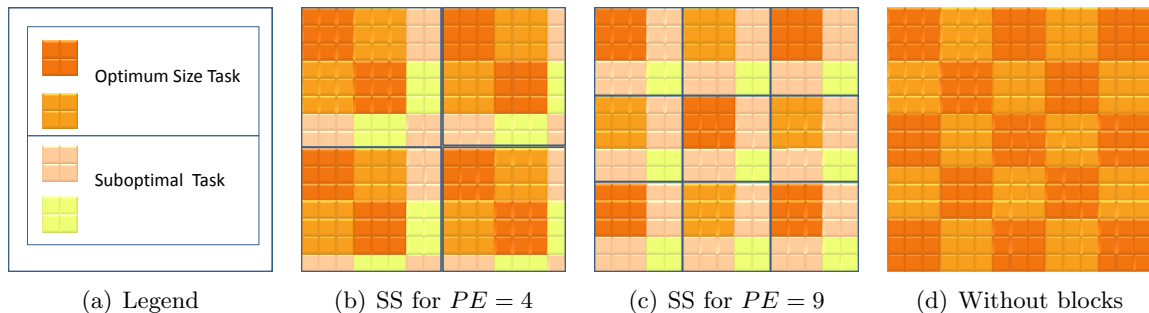 Optimum Size Task
Suboptimal Task
(a) Legend
(b) SS for PE = 4
(c) SS for PE = 9
(d) Without blocks